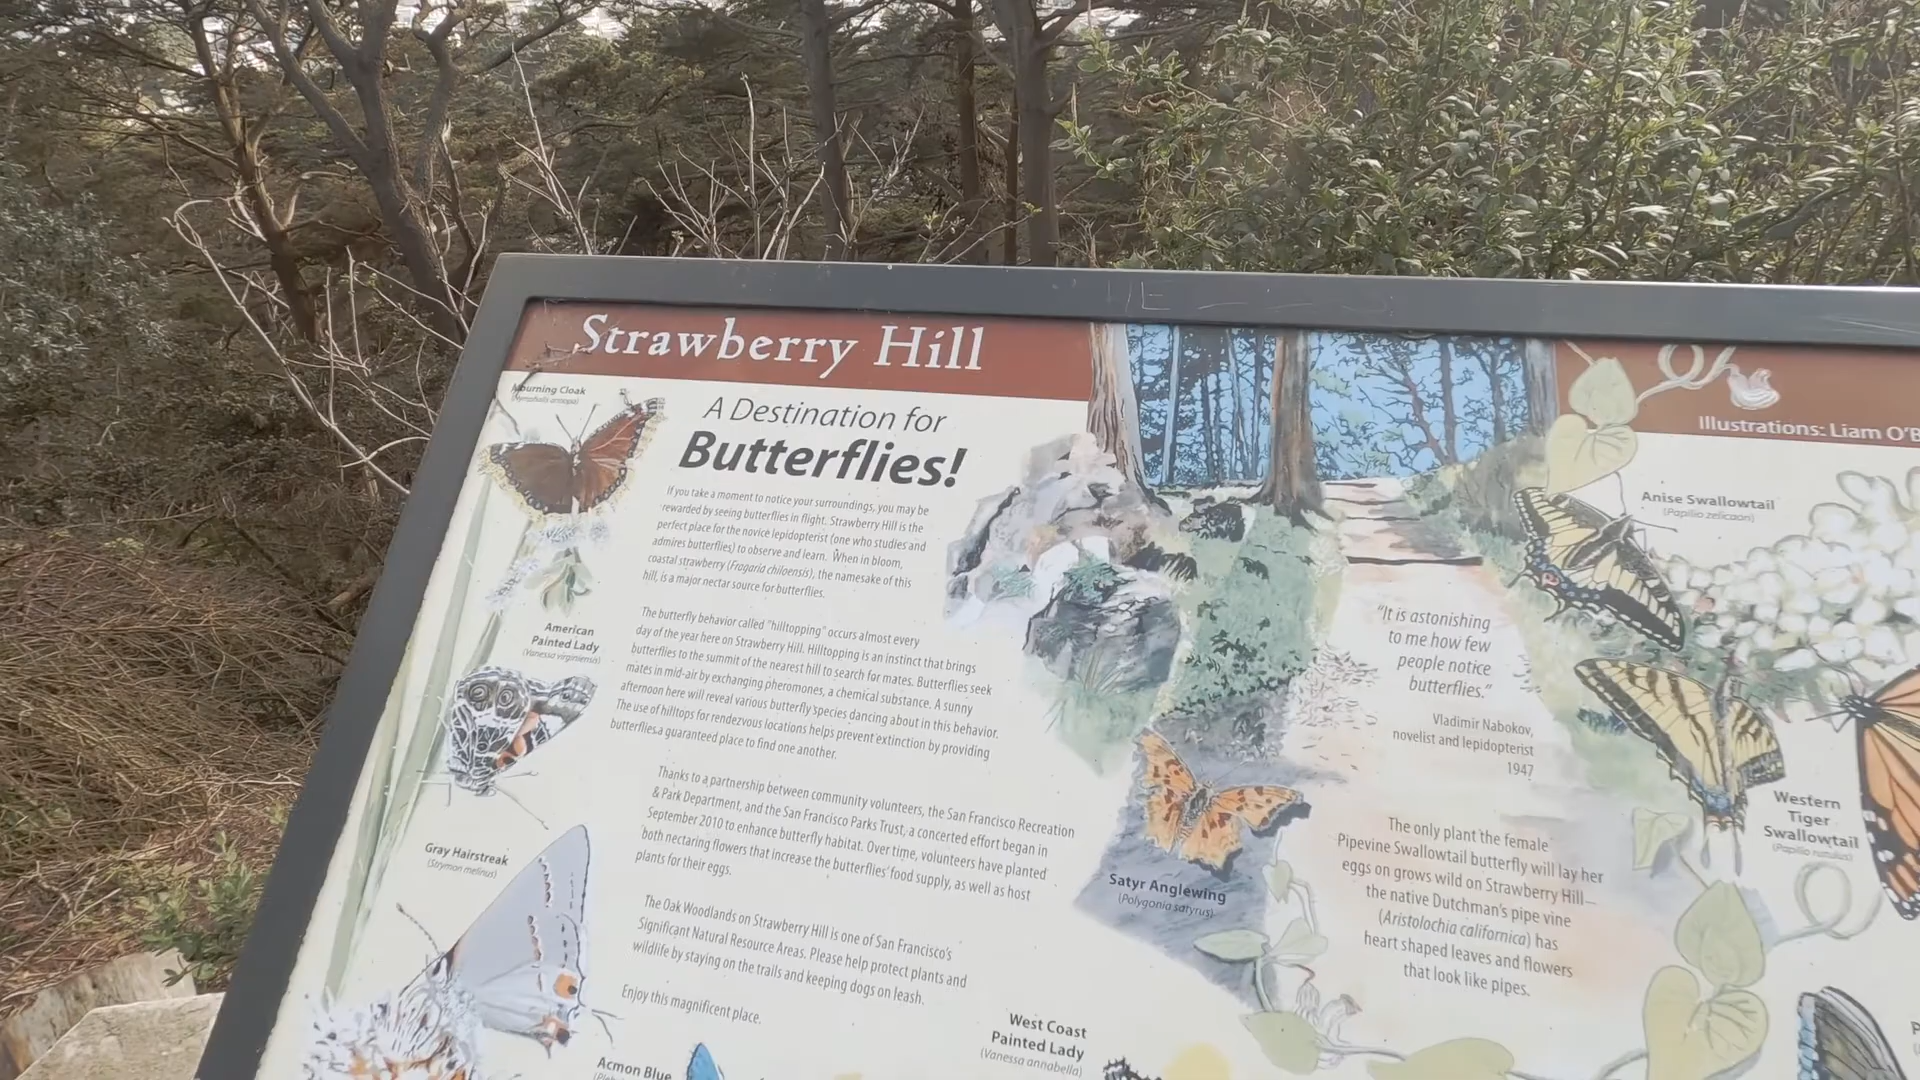 Strawberry Hill
Illustrations: Liam O'B
Mourning Cloak
(Nymphalis antiopa)
A Destination for
Butterflies!
If you take a moment to notice your surroundings, you may be
rewarded by seeing butterflies in flight. Strawberry Hill is the
perfect place for the novice lepidopterist (one who studies and
admires butterflies) to observe and learn. When in bloom,
coastal strawberry (Fragaria chiloensis), the namesake of this
hill, is a major nectar source for butterflies.
The butterfly behavior called "hilltopping" occurs almost every
day of the year here on Strawberry Hill. Hilltopping is an instinct that brings
butterflies to the summit of the nearest hill to search for mates. Butterflies seek
mates in mid-air by exchanging pheromones, a chemical substance. A sunny
afternoon here will reveal various butterfly species dancing about in this behavior.
The use of hilltops for rendezvous locations helps prevent extinction by providing
butterflies a guaranteed place to find one another.
Thanks to a partnership between community volunteers, the San Francisco Recreation
& Park Department, and the San Francisco Parks Trust, a concerted effort began in
September 2010 to enhance butterfly habitat. Over time, volunteers have planted
both nectaring flowers that increase the butterflies' food supply, as well as host
plants for their eggs.
The Oak Woodlands on Strawberry Hill is one of San Francisco's
Significant Natural Resource Areas. Please help protect plants and
wildlife by staying on the trails and keeping dogs on leash.
Enjoy this magnificent place.
American
Painted Lady
(Vanessa virginiensis)
Gray Hairstreak
(Strymon melinus)
Acmon Blue
West Coast
Painted Lady
(Vanessa annabella)
Satyr Anglewing
(Polygonia satyrus)
"It is astonishing
to me how few
people notice
butterflies."
Vladimir Nabokov,
novelist and lepidopterist
1947
The only plant the female
Pipevine Swallowtail butterfly will lay her
eggs on grows wild on Strawberry Hill—
the native Dutchman's pipe vine
(Aristolochia californica) has
heart shaped leaves and flowers
that look like pipes.
Anise Swallowtail
(Papilio zelicaon)
Western
Tiger
Swallowtail
(Papilio rutulus)